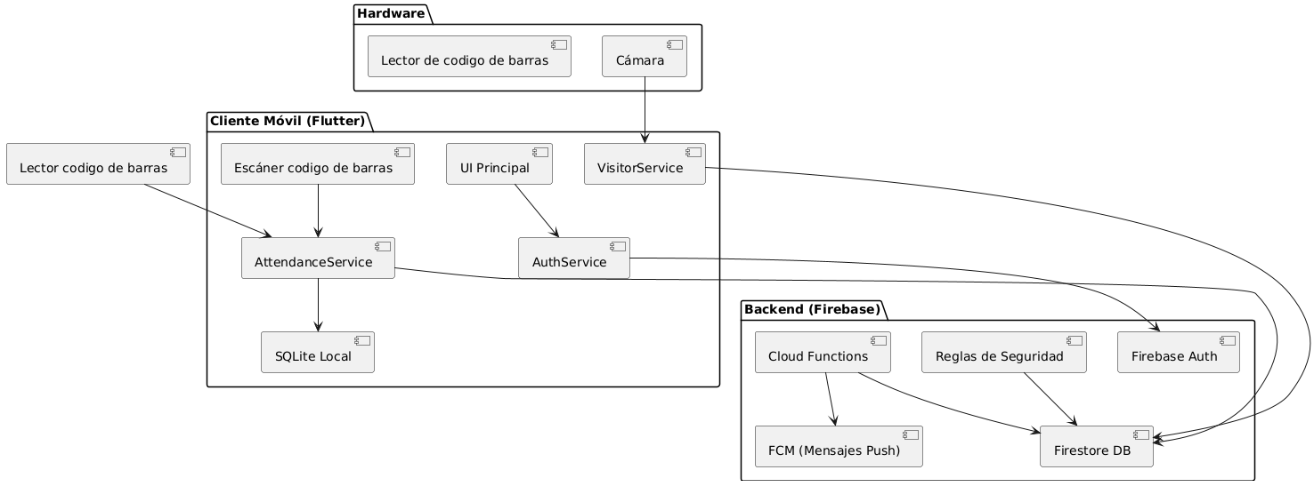 Hardware
Lector de codigo de barras
Cámara
Cliente Móvil (Flutter)
Lector codigo de barras
Escáner codigo de barras
UI Principal
VisitorService
AttendanceService
AuthService
SQLite Local
Backend (Firebase)
Cloud Functions
Reglas de Seguridad
Firebase Auth
FCM (Mensajes Push)
Firestore DB